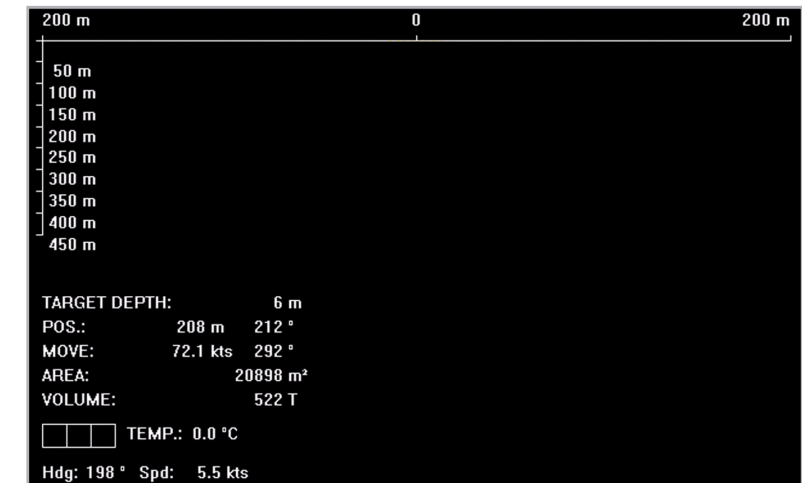 200 m 0 200 m
50 m
100 m
150 m
200 m
250 m
300 m
350 m
400 m
450 m
TARGET DEPTH: 6 m
POS.: 208 m 212 °
MOVE: 72.1 kts 292 °
AREA: 20898 m²
VOLUME: 522 T
TEMP.: 0.0 °C
Hdg: 198 ° Spd: 5.5 kts